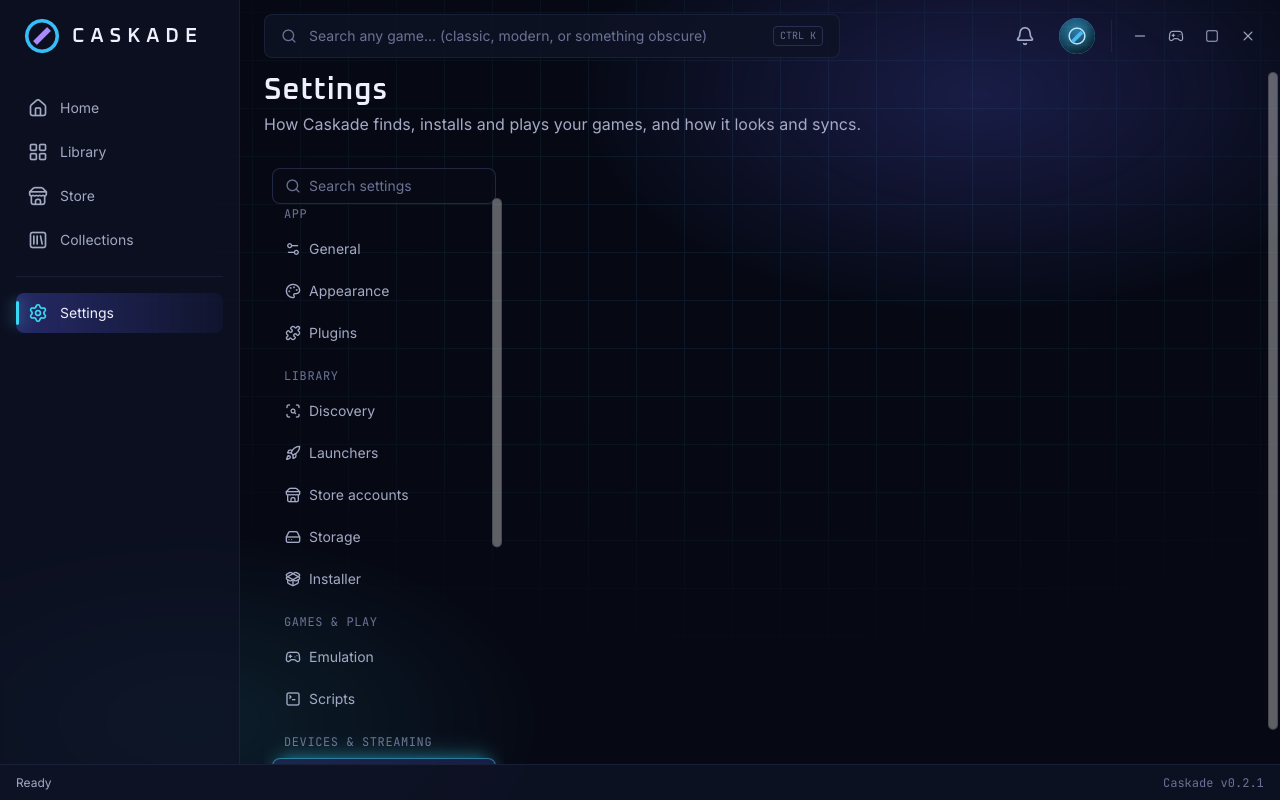 CASKADE
Search any game... (classic, modern, or something obscure)
CTRL K
Home
Library
Store
Collections
Settings
Settings
How Caskade finds, installs and plays your games, and how it looks and syncs.
Search settings
APP
General
Appearance
Plugins
LIBRARY
Discovery
Launchers
Store accounts
Storage
Installer
GAMES & PLAY
Emulation
Scripts
DEVICES & STREAMING
Ready
Caskade v0.2.1